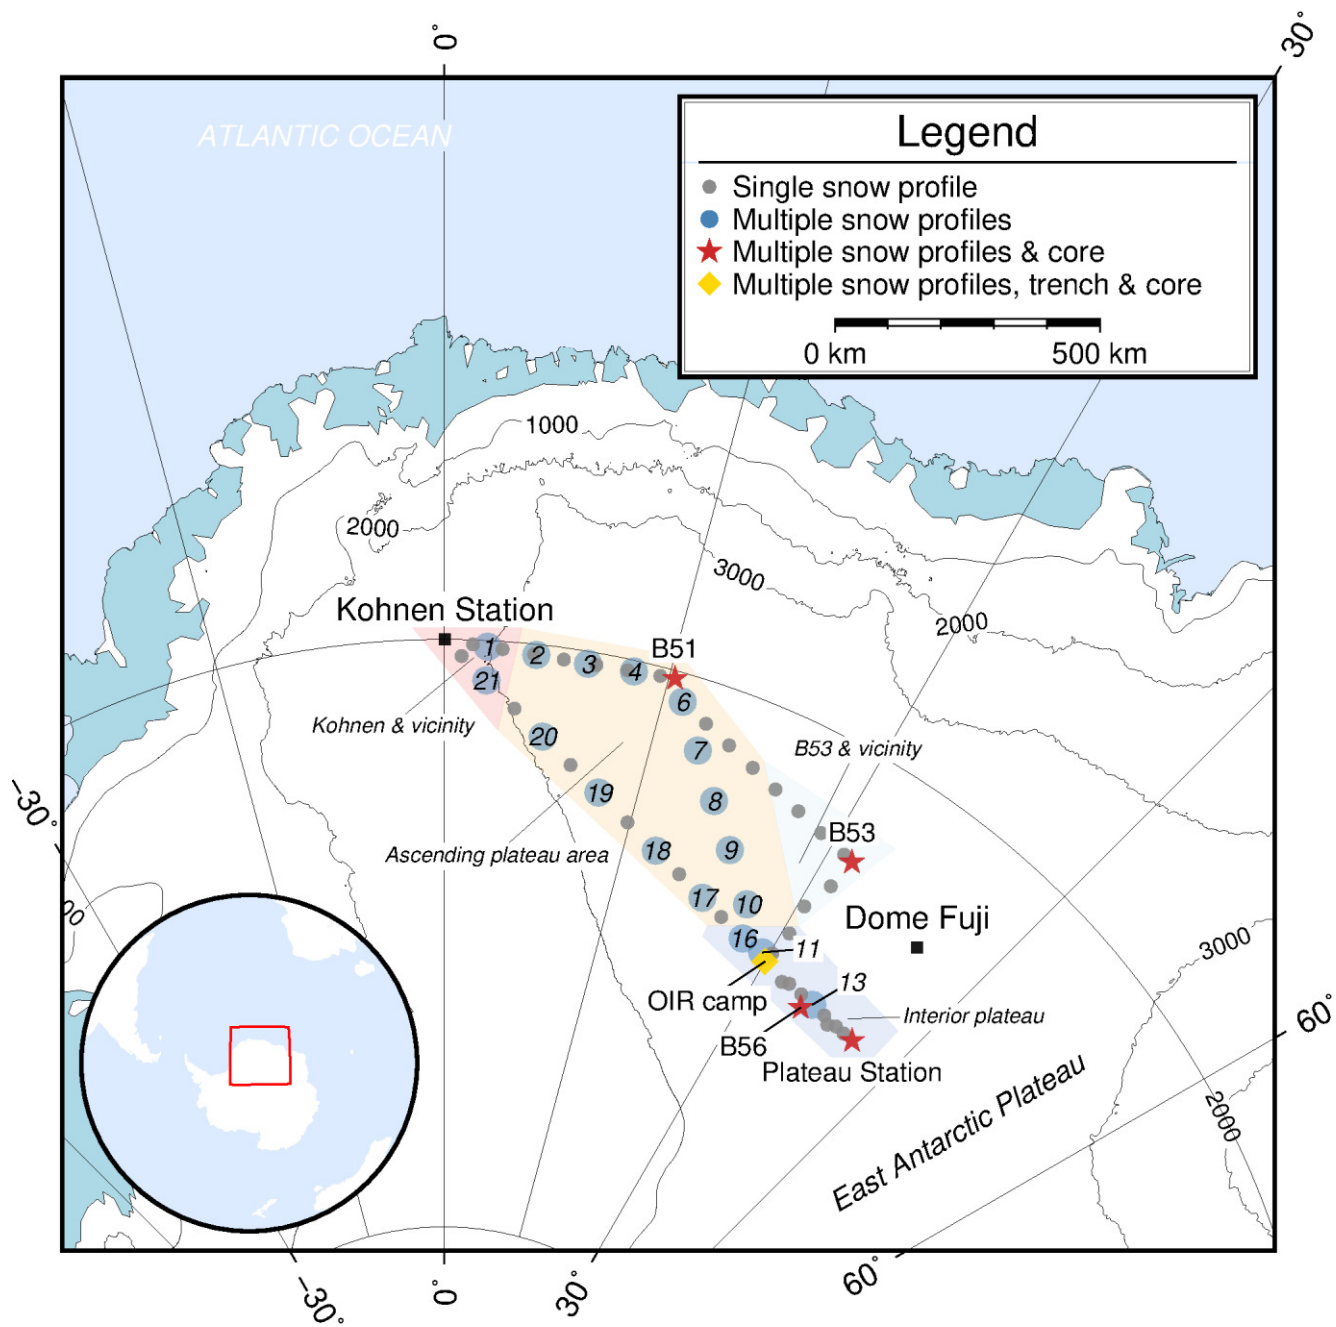 0°
30°
ATLANTIC OCEAN
Legend
Single snow profile
Multiple snow profiles
Multiple snow profiles & core
Multiple snow profiles, trench & core
0 km
500 km
1000
2000
3000
Kohnen Station
2000
B51
1
2
3
4
21
6
Kohnen & vicinity
20
7
B53 & vicinity
19
8
-30°
B53
Ascending plateau area
18
9
17
10
00
Dome Fuji
16
11
3000
13
OIR camp
Interior plateau
60°
B56
Plateau Station
2000
East Antarctic Plateau
-30°
0°
30°
60°